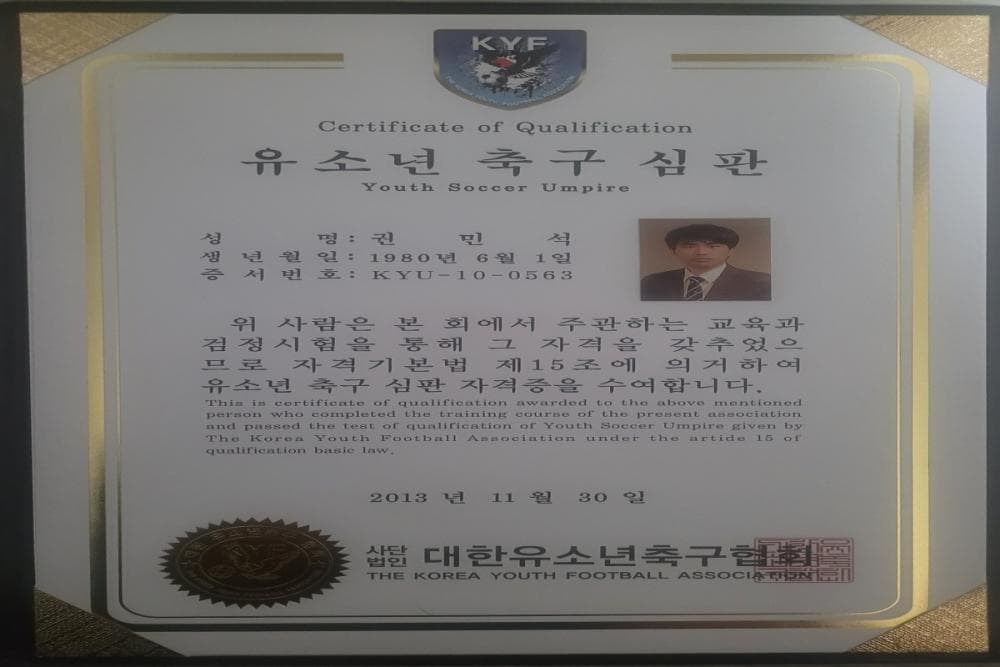 KYF
Certificate of Qualification
유소년 축구 심판
Youth Soccer Umpire
성 명: 권 민 석
생 년 월 일: 1980년 6월 1일
증 서 번 호: KYU-10-0563
위 사람은 본 회에서 주관하는 교육과
검정시험을 통해 그 자격을 갖추었으
므로 자격기본법 제15조에 의거하여
유소년 축구 심판 자격증을 수여합니다.
This is certificate of qualification awarded to the above mentioned
person who completed the training course of the present association
and passed the test of qualification of Youth Soccer Umpire given by
The Korea Youth Football Association under the artide 15 of
qualification basic law.
2013 년 11 월 30 일
사단
법인 대한유소년축구협회
THE KOREA YOUTH FOOTBALL ASSOCIATION